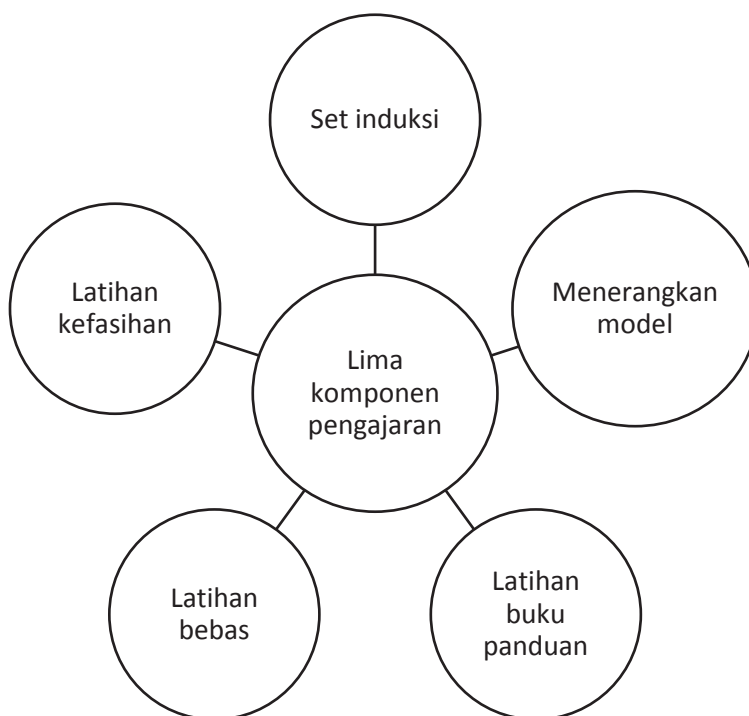 Set induksi
Menerangkan
model
Latihan
kefasihan
Lima
komponen
pengajaran
Latihan
bebas
Latihan
buku
panduan